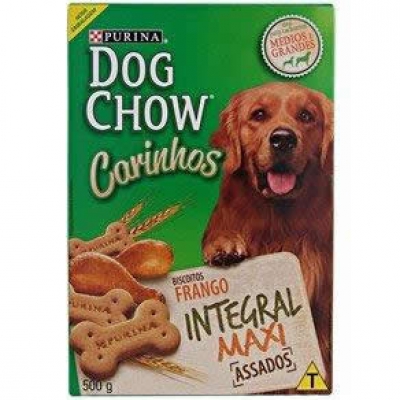 PURINA
DOG
CHOW
Carinhos
MÉDIOS E
GRANDES
BISCOITOS
FRANGO
INTEGRAL
MAXI
ASSADOS
PURINA
PURINA
500 g
T